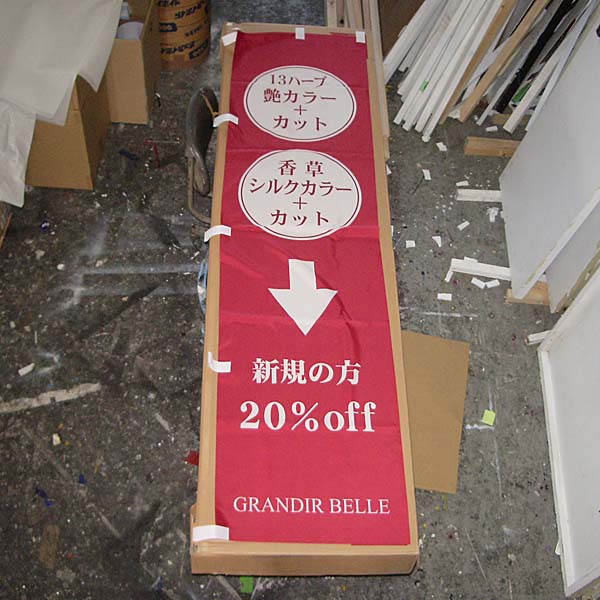 13ハーブ
艶カラー
+
カット
香草
シルクカラー
+
カット
新規の方
20%off
GRANDIR BELLE